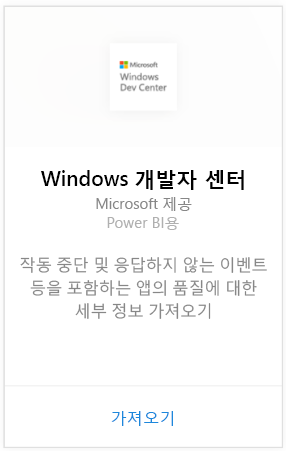 Microsoft
Windows
Dev Center
Windows 개발자 센터
Microsoft 제공
Power BI용
작동 중단 및 응답하지 않는 이벤트
등을 포함하는 앱의 품질에 대한
세부 정보 가져오기
가져오기